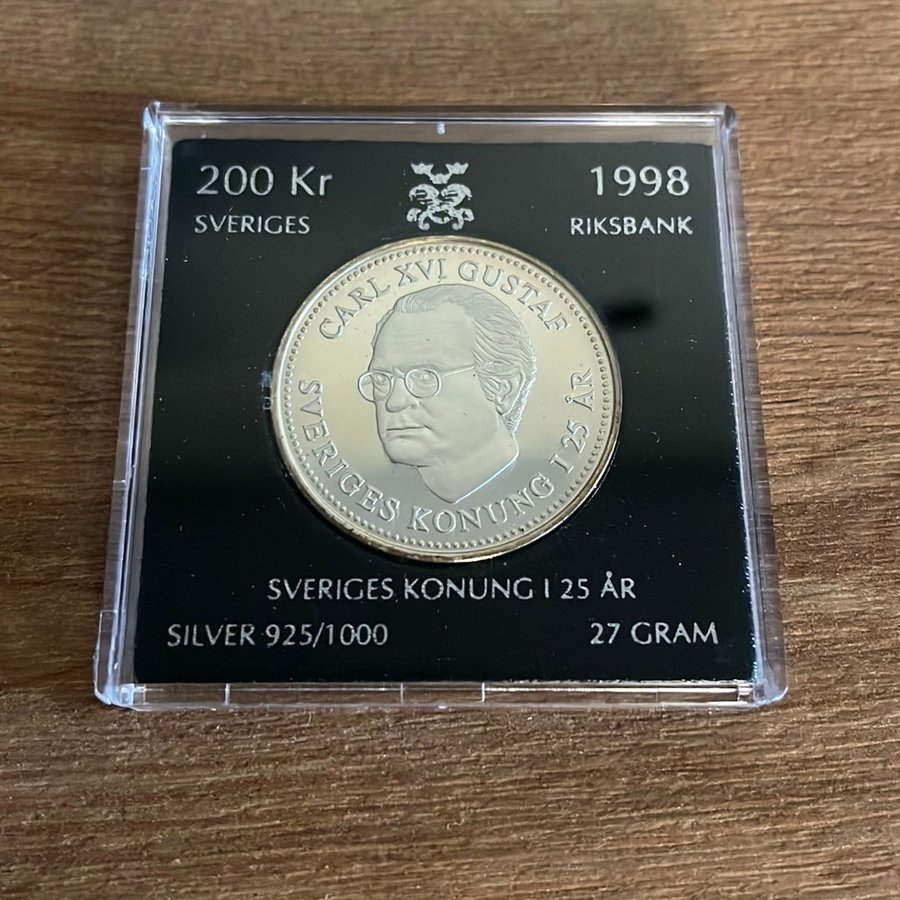 200 Kr
1998
SVERIGES
RIKSBANK
CARL XVI GUSTAF
SVERIGES KONUNG I 25 ÅR
SVERIGES KONUNG I 25 ÅR
SILVER 925/1000
27 GRAM